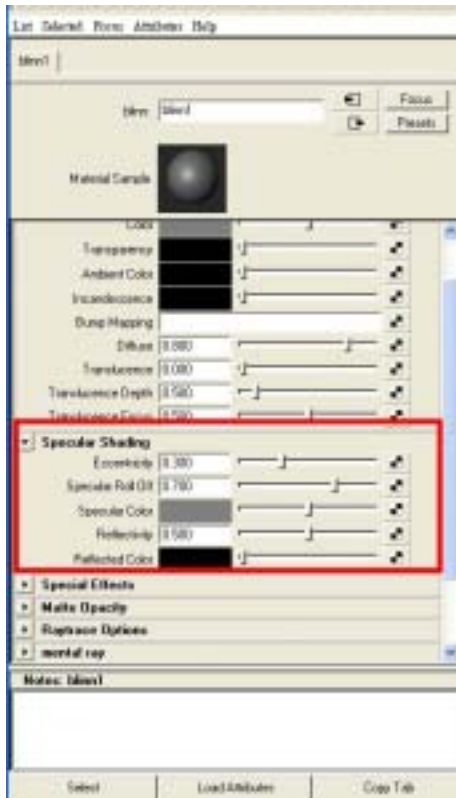 List Selected Focus Attributes Help
blinn1
blinn: blinn1
Focus
Presets
Material Sample
Color
Transparency
Ambient Color
Incandescence
Bump Mapping
Diffuse 0.800
Translucence 0.000
Translucence Depth 0.500
Translucence Focus 0.500
Specular Shading
Eccentricity 0.300
Specular Roll Off 0.700
Specular Color
Reflectivity 0.500
Reflected Color
Special Effects
Matte Opacity
Raytrace Options
mental ray
Notes: blinn1
Select
Load Attributes
Copy Tab